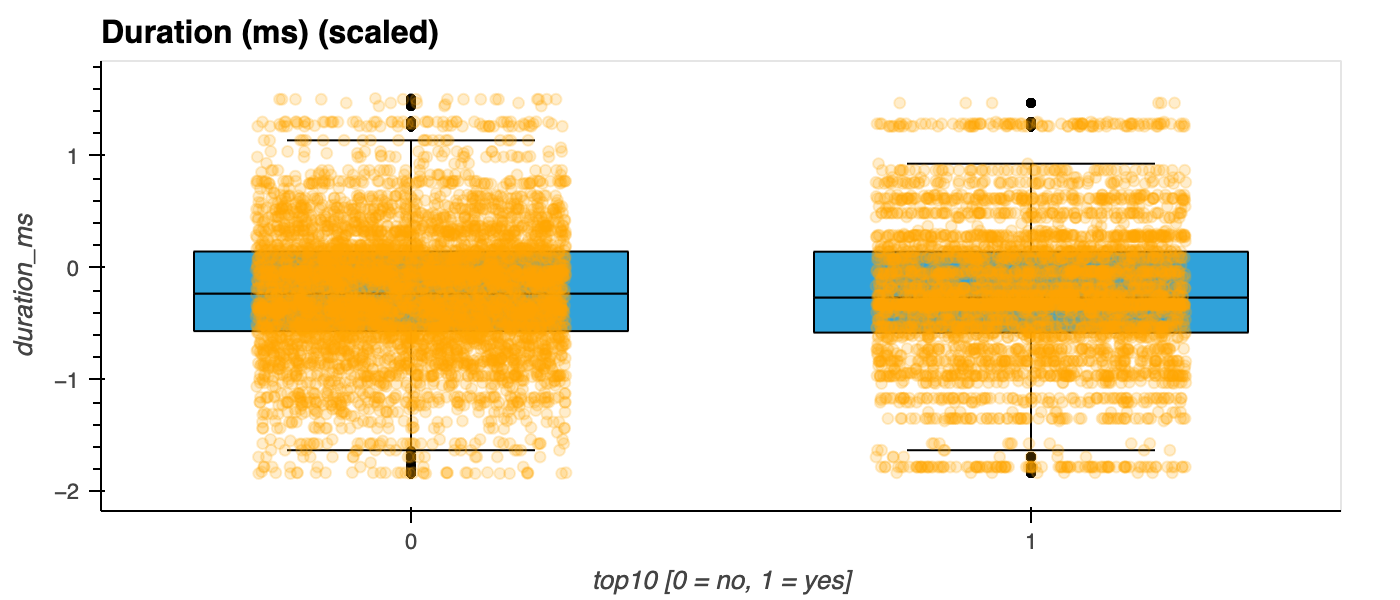 Duration (ms) (scaled)
duration_ms
1
0
−1
−2
0
1
top10 [0 = no, 1 = yes]